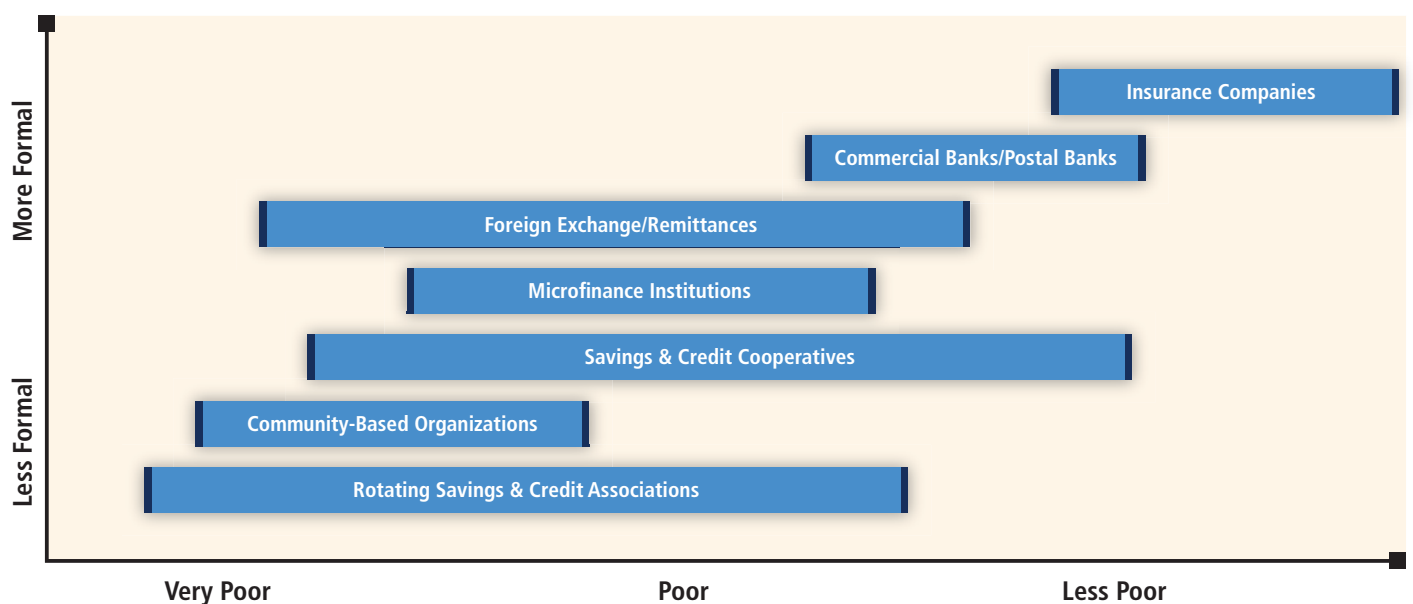 More Formal
Less Formal
Insurance Companies
Commercial Banks/Postal Banks
Foreign Exchange/Remittances
Microfinance Institutions
Savings & Credit Cooperatives
Community-Based Organizations
Rotating Savings & Credit Associations
Very Poor
Poor
Less Poor